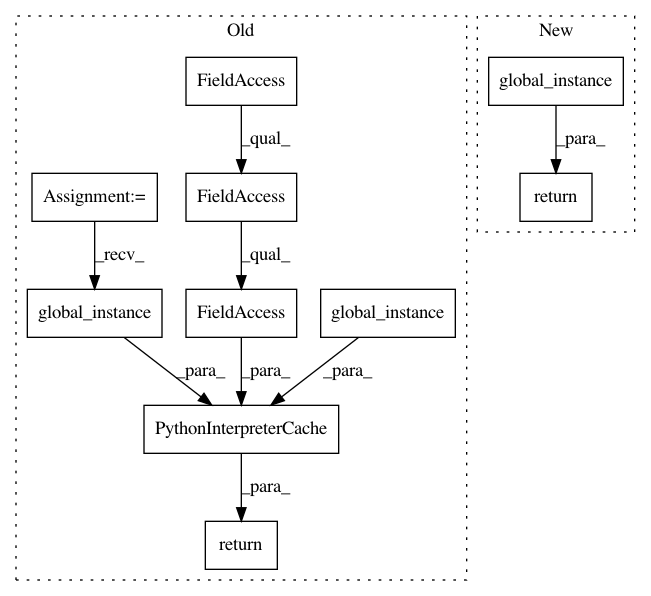 Old
New
FieldAccess
global_instance
_qual_
_para_
Assignment:=
FieldAccess
return
_recv_
_qual_
global_instance
FieldAccess
global_instance
_para_
_para_
_para_
PythonInterpreterCache
_para_
return